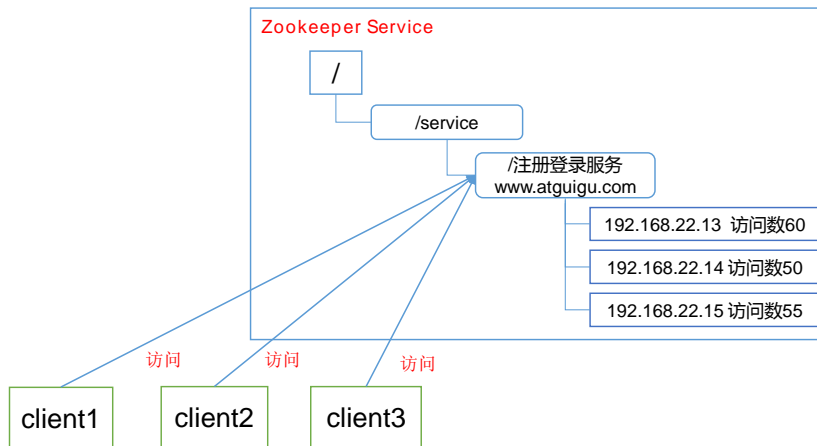 Zookeeper Service
/
/service
/注册登录服务
www.atguigu.com
192.168.22.13 访问数60
192.168.22.14 访问数50
192.168.22.15 访问数55
访问
访问
访问
client1
client2
client3